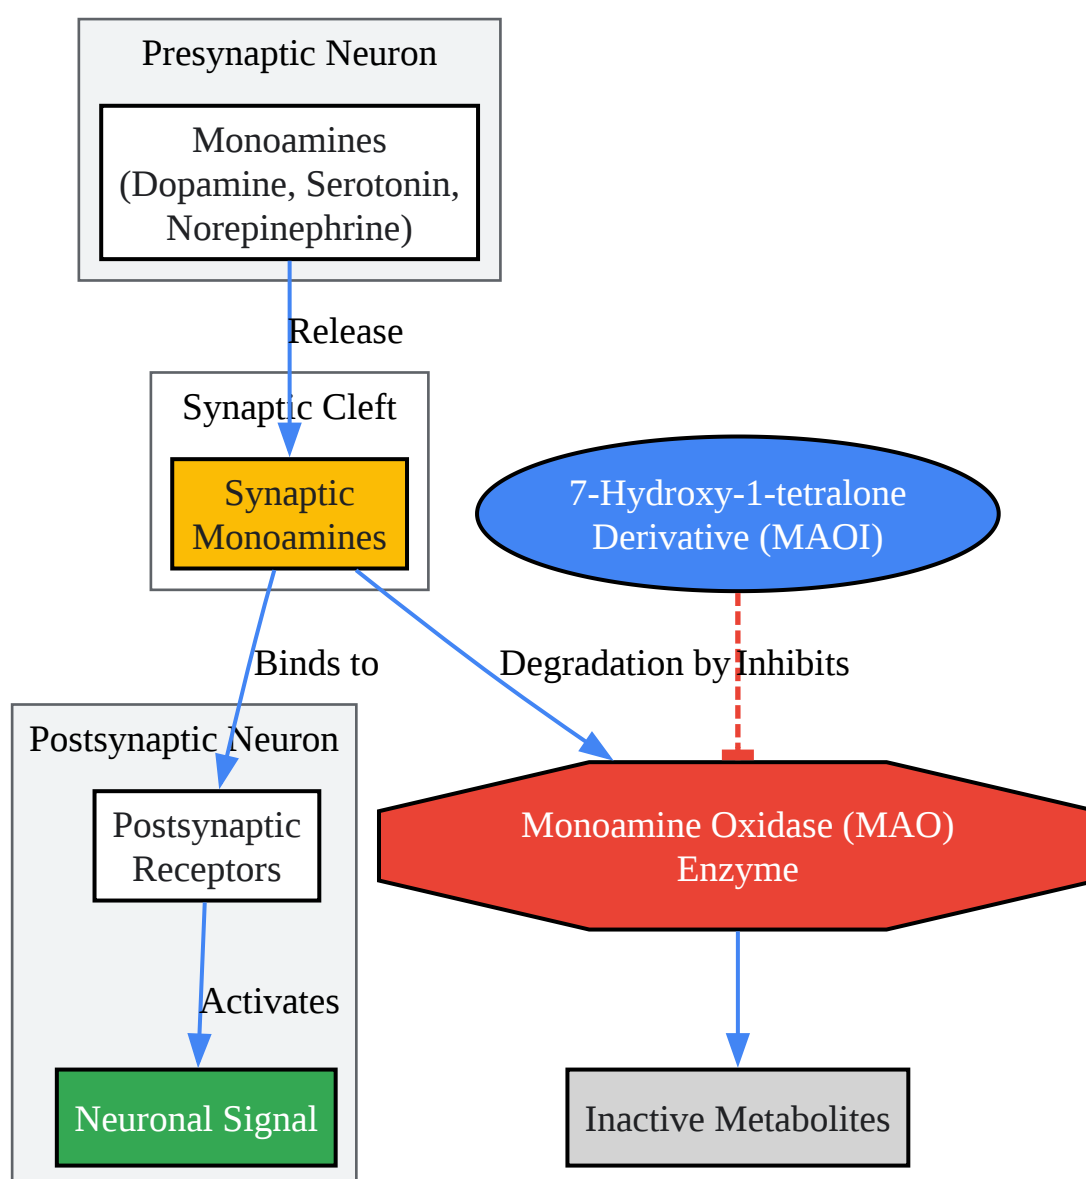 Presynaptic Neuron
Monoamines
(Dopamine, Serotonin,
Norepinephrine)
Release
Synaptic Cleft
Synaptic
Monoamines
7-Hydroxy-1-tetralone
Derivative (MAOI)
Binds to
Degradation by
Inhibits
Postsynaptic Neuron
Postsynaptic
Receptors
Monoamine Oxidase (MAO)
Enzyme
Activates
Neuronal Signal
Inactive Metabolites